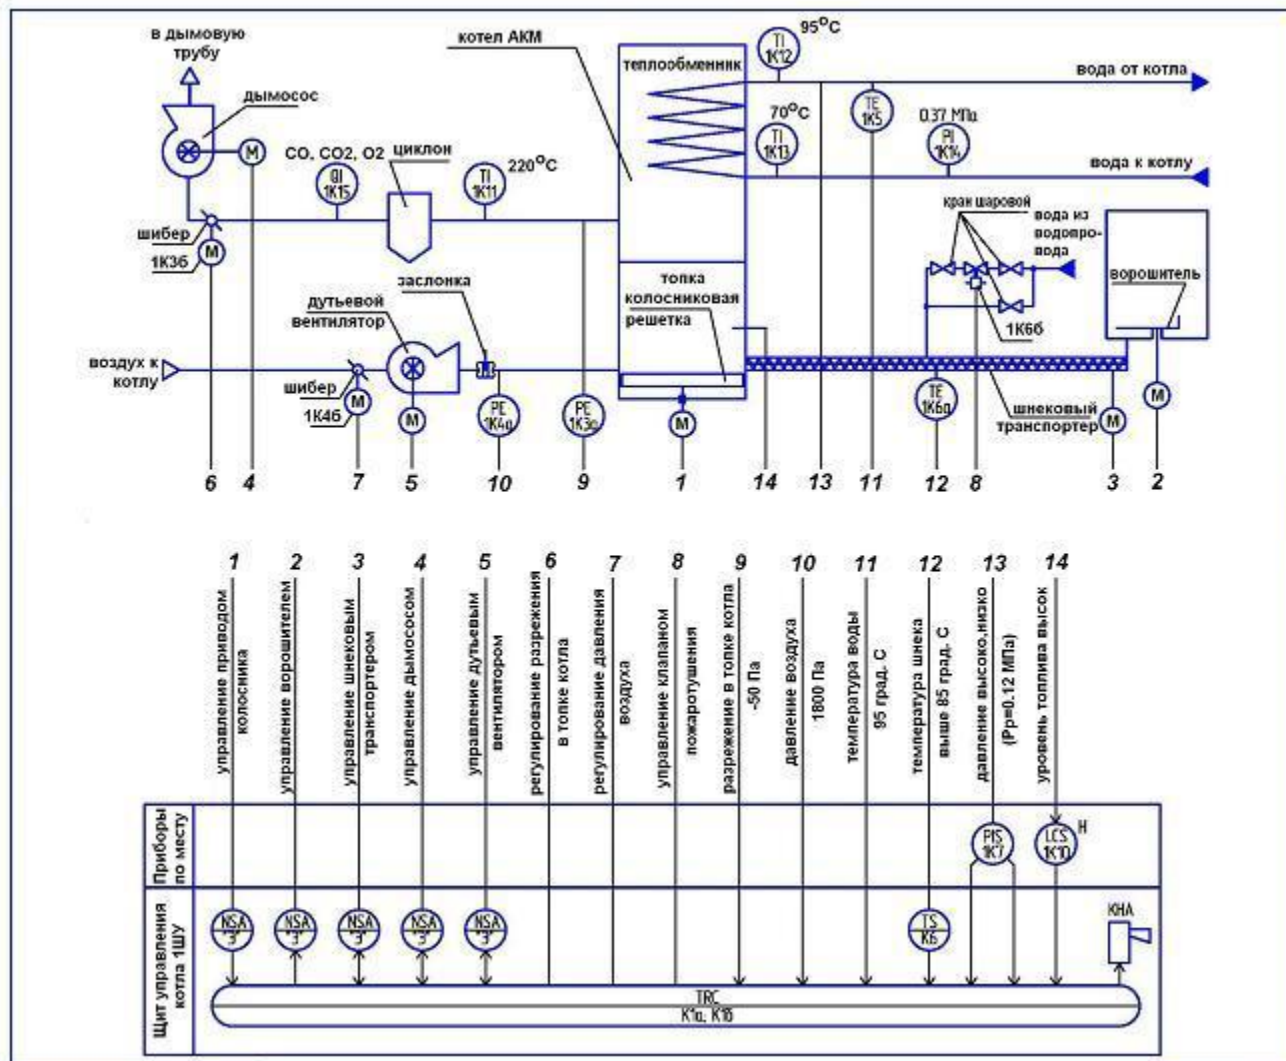 в дымовую
трубу
дымосос
М
СО, СО2, О2
QI
1К15
циклон
TI
1К11
220°С
котел АКМ
теплообменник
TI
1К12
95°С
вода от котла
TE
1К5
70°С
TI
1К13
0.37 МПа
PI
1К14
вода к котлу
шибер
1К3б
М
кран шаровой
вода из
водопро-
вода
ворошитель
1К6б
заслонка
топка
колосниковая
решетка
дутьевой
вентилятор
воздух к
котлу
шибер
1К4б
М
М
PE
1К4а
PE
1К3а
М
TE
1К6а
шнековый
транспортер
М
М
6 4 7 5 10 9 1 14 13 11 12 8 3 2
1 2 3 4 5 6 7 8 9 10 11 12 13 14
управление приводом
колосника
управление ворошителем
управление шнековым
транспортером
управление дымососом
управление дутьевым
вентилятором
регулирование разрежения
в топке котла
регулирование давления
воздуха
управление клапаном
пожаротушения
разрежение в топке котла
-50 Па
давление воздуха
1800 Па
температура воды
95 град. С
температура шнека
выше 85 град. С
давление высоко,низко
(Рр=0.12 МПа)
уровень топлива высок
Приборы
по месту
PIS
1К7
LCS
1К10
H
Щит управления
котла 1ШУ
NSA
"3"
NSA
"3"
NSA
"3"
NSA
"3"
NSA
"3"
TS
К6
КНА
TRC
К1а, К1б